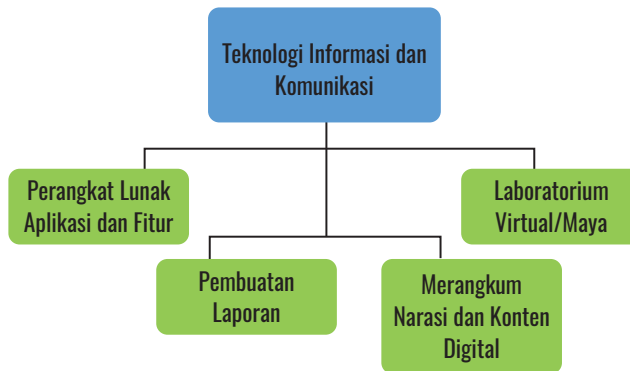 Teknologi Informasi dan
Komunikasi
Perangkat Lunak
Aplikasi dan Fitur
Laboratorium
Virtual/Maya
Pembuatan
Laporan
Merangkum
Narasi dan Konten
Digital